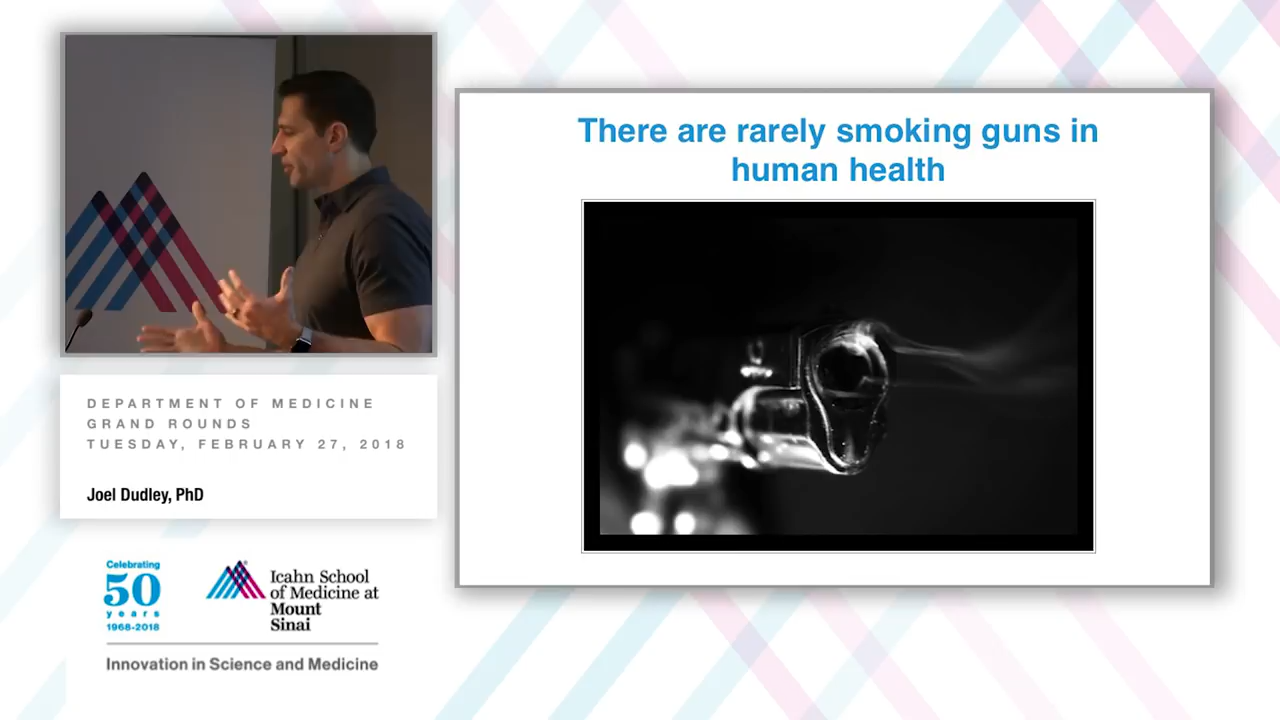 There are rarely smoking guns in
human health
DEPARTMENT OF MEDICINE
GRAND ROUNDS
TUESDAY, FEBRUARY 27, 2018
Joel Dudley, PhD
Celebrating
50
years
1968-2018
Icahn School
of Medicine at
Mount
Sinai
Innovation in Science and Medicine